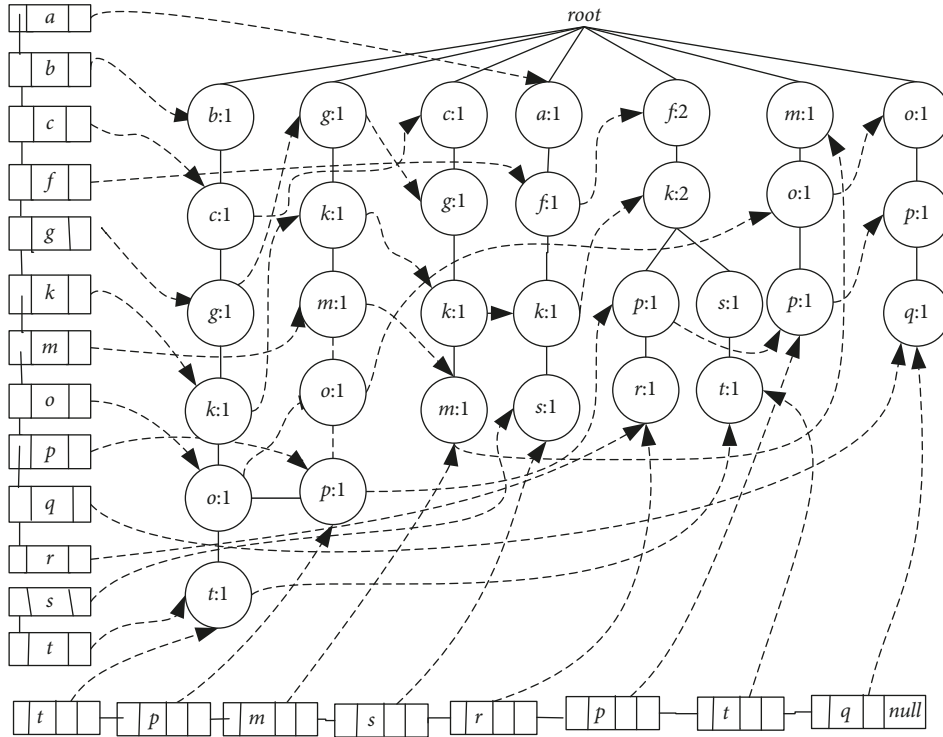 root
a
b
c
f
g
k
m
o
p
q
r
s
t
b:1 g:1 c:1 a:1 f:2 m:1 o:1
c:1 k:1 g:1 f:1 k:2 o:1 p:1
g:1 m:1 k:1 k:1 p:1 s:1 p:1 q:1
k:1 o:1 m:1 s:1 r:1 t:1
o:1 p:1
t:1
t p m s r p t q null